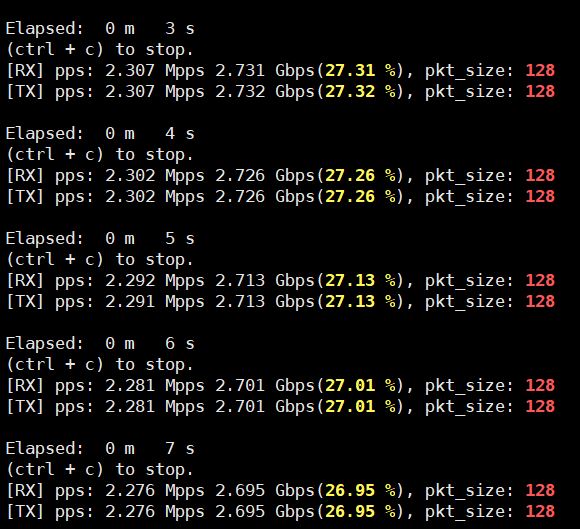 Elapsed:  0 m   3 s
(ctrl + c) to stop.
[RX] pps: 2.307 Mpps 2.731 Gbps(27.31 %), pkt_size: 128
[TX] pps: 2.307 Mpps 2.732 Gbps(27.32 %), pkt_size: 128

Elapsed:  0 m   4 s
(ctrl + c) to stop.
[RX] pps: 2.302 Mpps 2.726 Gbps(27.26 %), pkt_size: 128
[TX] pps: 2.302 Mpps 2.726 Gbps(27.26 %), pkt_size: 128

Elapsed:  0 m   5 s
(ctrl + c) to stop.
[RX] pps: 2.292 Mpps 2.713 Gbps(27.13 %), pkt_size: 128
[TX] pps: 2.291 Mpps 2.713 Gbps(27.13 %), pkt_size: 128

Elapsed:  0 m   6 s
(ctrl + c) to stop.
[RX] pps: 2.281 Mpps 2.701 Gbps(27.01 %), pkt_size: 128
[TX] pps: 2.281 Mpps 2.701 Gbps(27.01 %), pkt_size: 128

Elapsed:  0 m   7 s
(ctrl + c) to stop.
[RX] pps: 2.276 Mpps 2.695 Gbps(26.95 %), pkt_size: 128
[TX] pps: 2.276 Mpps 2.695 Gbps(26.95 %), pkt_size: 128